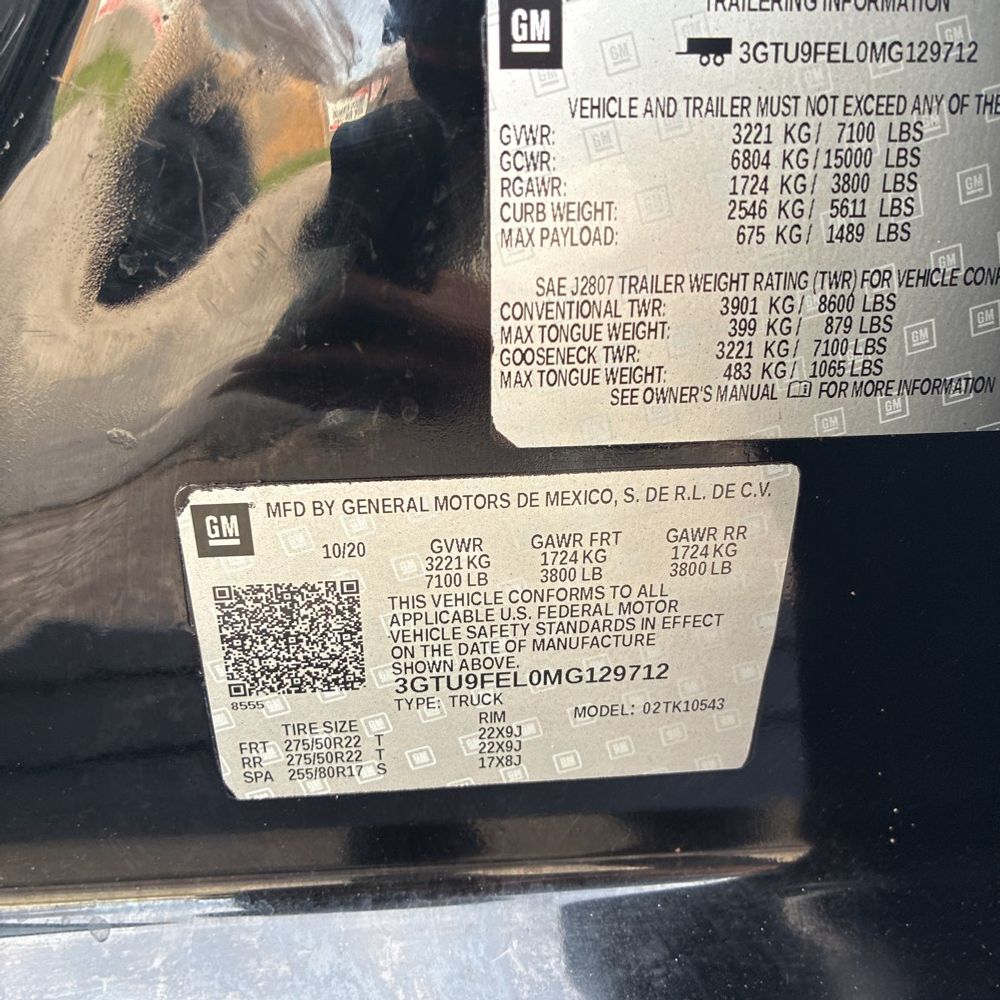 GM
TRAILERING INFORMATION
3GTU9FEL0MG129712
VEHICLE AND TRAILER MUST NOT EXCEED ANY OF THE
GVWR: 3221 KG/ 7100 LBS
GCWR: 6804 KG/15000 LBS
RGAWR: 1724 KG/ 3800 LBS
CURB WEIGHT: 2546 KG/ 5611 LBS
MAX PAYLOAD: 675 KG/ 1489 LBS
SAE J2807 TRAILER WEIGHT RATING (TWR) FOR VEHICLE
CONVENTIONAL TWR: 3901 KG/ 8600 LBS
MAX TONGUE WEIGHT: 399 KG/ 879 LBS
GOOSENECK TWR: 3221 KG/ 7100 LBS
MAX TONGUE WEIGHT: 483 KG/ 1065 LBS
SEE OWNER'S MANUAL FOR MORE INFORMATION
GM MFD BY GENERAL MOTORS DE MEXICO, S. DE R.L. DE C.V.
10/20 GVWR GAWR FRT GAWR RR
3221 KG 1724 KG 1724 KG
7100 LB 3800 LB 3800 LB
THIS VEHICLE CONFORMS TO ALL
APPLICABLE U.S. FEDERAL MOTOR
VEHICLE SAFETY STANDARDS IN EFFECT
ON THE DATE OF MANUFACTURE
SHOWN ABOVE.
3GTU9FEL0MG129712
8555 TYPE: TRUCK MODEL: 02TK10543
TIRE SIZE RIM
FRT 275/50R22 T 22X9J
RR 275/50R22 T 22X9J
SPA 255/80R17 S 17X8J